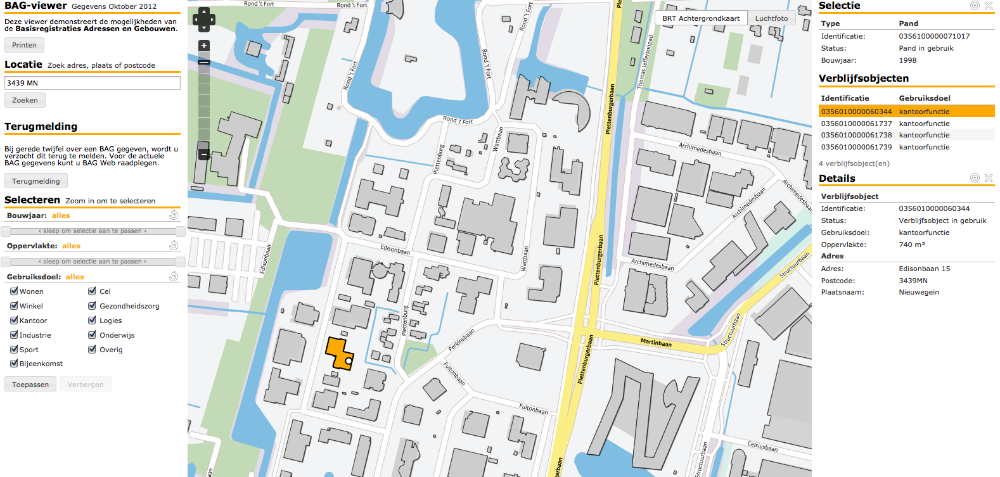 BAG-viewer Gegevens Oktober 2012
Deze viewer demonstreert de mogelijkheden van
de Basisregistraties Adressen en Gebouwen.
Printen
Locatie Zoek adres, plaats of postcode
3439 MN
Zoeken
Terugmelding
Bij gerede twijfel over een BAG gegeven, wordt u
verzocht dit terug te melden. Voor de actuele
BAG gegevens kunt u BAG Web raadplegen.
Terugmelding
Selecteren Zoom in om te selecteren
Bouwjaar: alles
‹ sleep om selectie aan te passen ›
Oppervlakte: alles
‹ sleep om selectie aan te passen ›
Gebruiksdoel: alles
Wonen Cel
Winkel Gezondheidszorg
Kantoor Logies
Industrie Onderwijs
Sport Overig
Bijeenkomst
Toepassen Verbergen
Rond 't Fort
Rond 't Fort
Rond 't Fort
Rond 't Fort
Rond 't Fort
Rond 't Fort
BRT Achtergrondkaart Luchtfoto
Thomas Jeffersonpad
Plettenburgerbaan
Wattbaan
Plettenburg
Archimedesbaan
Archimedesbaan
Archimedesbaan
Edisonbaan
Edisonbaan
Wattbaan
Plettenburgerbaan
Archimedesbaan
Structuurbaan
Plettenburg
Perkinsbaan
Martinbaan
Structuurbaan
Plettenburgerbaan
Fultonbaan
Fultonbaan
Celsiusbaan
Structuurbaan
Selectie
Type Pand
Identificatie: 0356100000071017
Status: Pand in gebruik
Bouwjaar: 1998
Verblijfsobjecten
Identificatie Gebruiksdoel
0356010000060344 kantoorfunctie
0356010000061737 kantoorfunctie
0356010000061738 kantoorfunctie
0356010000061739 kantoorfunctie
4 verblijfsobject(en)
Details
Verblijfsobject
Identificatie: 0356010000060344
Status: Verblijfsobject in gebruik
Gebruiksdoel: kantoorfunctie
Oppervlakte: 740 m²
Adres
Adres: Edisonbaan 15
Postcode: 3439MN
Plaatsnaam: Nieuwegein